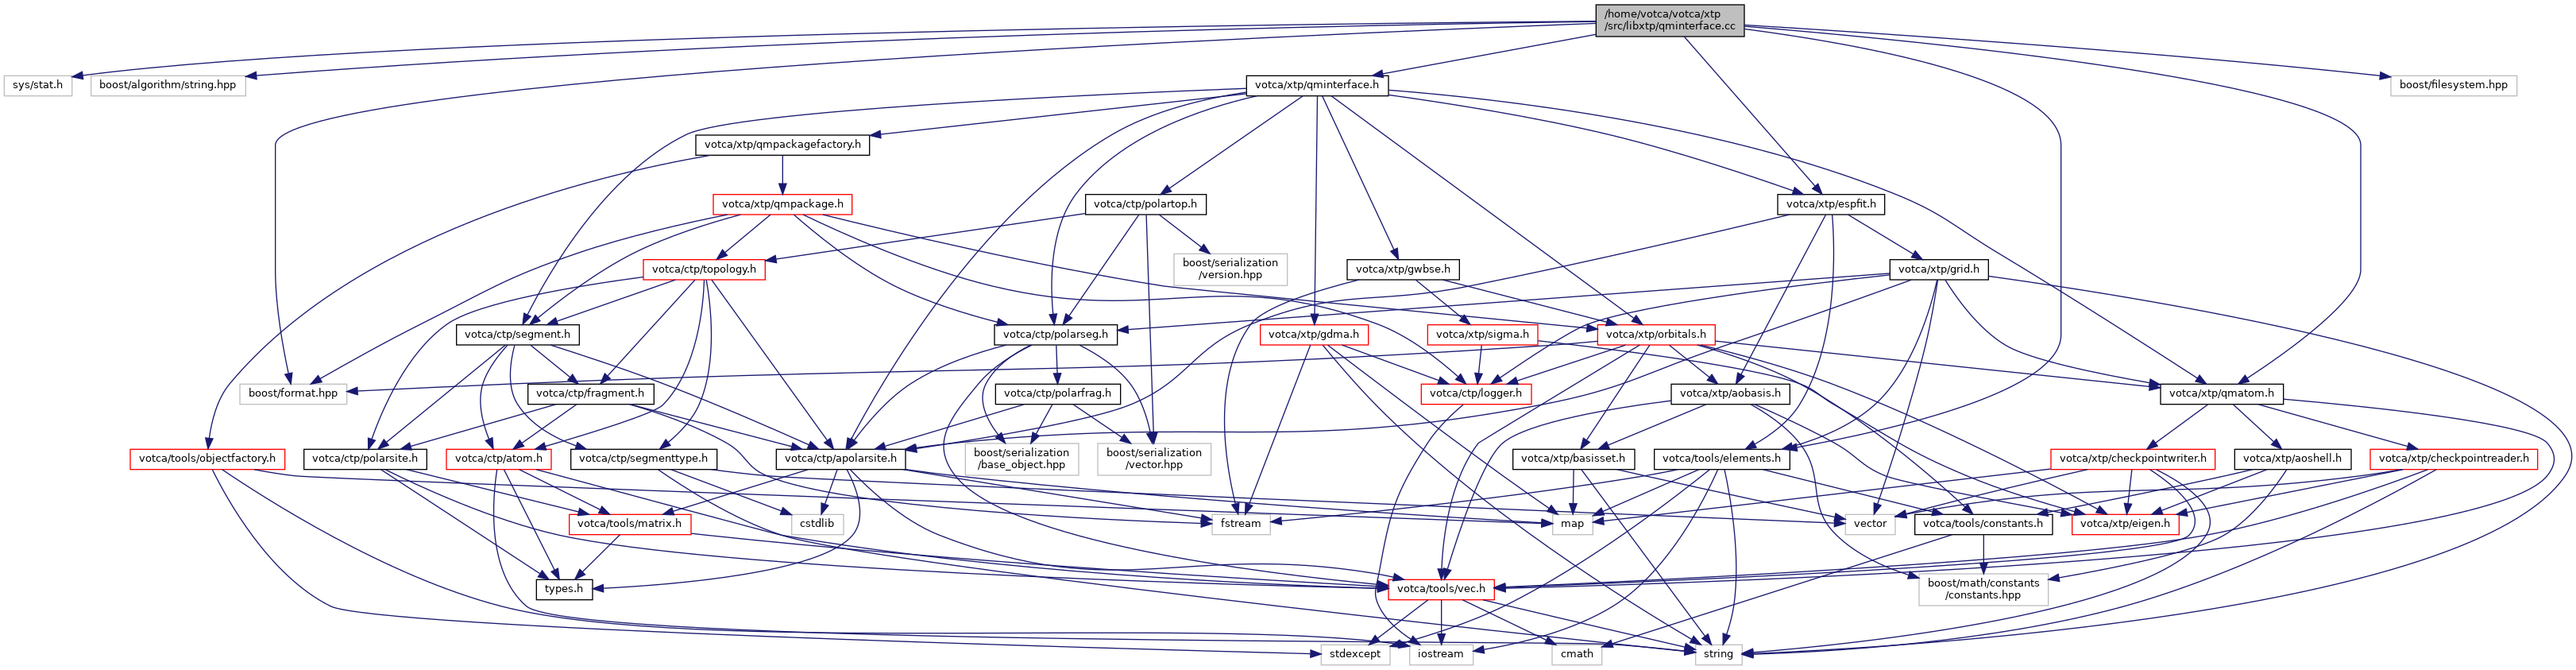 /home/votca/votca/xtp
/src/libxtp/qminterface.cc
sys/stat.h
boost/algorithm/string.hpp
votca/xtp/qminterface.h
boost/filesystem.hpp
votca/xtp/qmpackagefactory.h
votca/xtp/qmpackage.h
votca/ctp/polartop.h
votca/xtp/espfit.h
votca/ctp/topology.h
boost/serialization
/version.hpp
votca/xtp/gwbse.h
votca/xtp/grid.h
votca/ctp/segment.h
votca/ctp/polarseg.h
votca/xtp/gdma.h
votca/xtp/sigma.h
votca/xtp/orbitals.h
boost/format.hpp
votca/ctp/fragment.h
votca/ctp/polarfrag.h
votca/ctp/logger.h
votca/xtp/aobasis.h
votca/xtp/qmatom.h
votca/tools/objectfactory.h
votca/ctp/polarsite.h
votca/ctp/atom.h
votca/ctp/segmenttype.h
votca/ctp/apolarsite.h
boost/serialization
/base_object.hpp
boost/serialization
/vector.hpp
votca/xtp/basisset.h
votca/tools/elements.h
votca/xtp/checkpointwriter.h
votca/xtp/aoshell.h
votca/xtp/checkpointreader.h
votca/tools/matrix.h
cstdlib
fstream
map
vector
votca/tools/constants.h
votca/xtp/eigen.h
types.h
votca/tools/vec.h
boost/math/constants
/constants.hpp
stdexcept
iostream
cmath
string